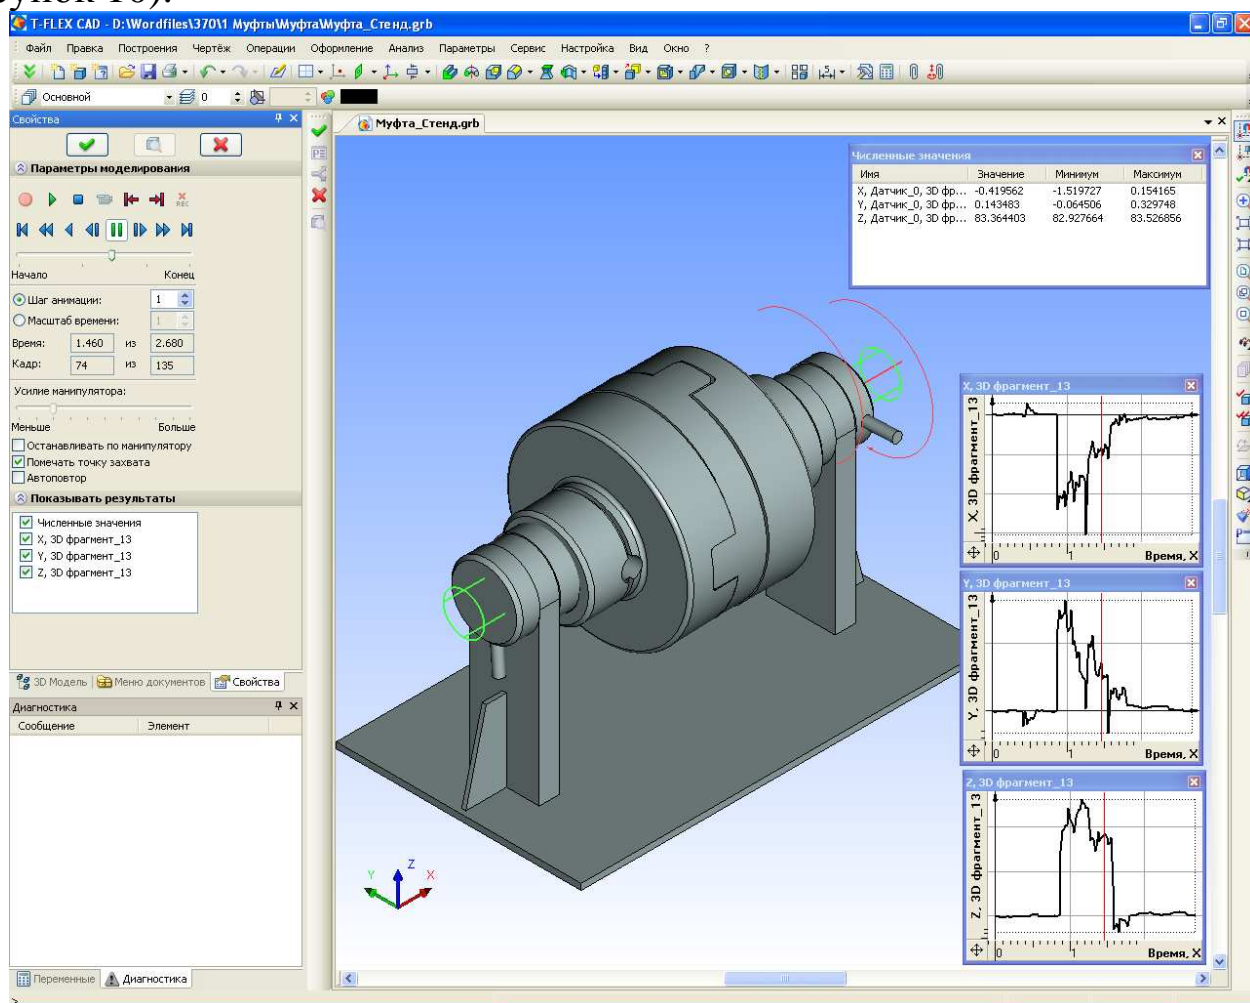 T-FLEX CAD - D:\Wordfiles\370\1 Муфты\Муфта\Муфта_Стенд.grb
Файл Правка Построения Чертёж Операции Оформление Анализ Параметры Сервис Настройка Вид Окно ?
Основной 0
Свойства
Муфта_Стенд.grb
Параметры моделирования
REC
Начало Конец
Шаг анимации: 1
Масштаб времени: 1
Время: 1.460 из 2.680
Кадр: 74 из 135
Усилие манипулятора:
Меньше Больше
Останавливать по манипулятору
Помечать точку захвата
Автоповтор
Показывать результаты
Численные значения
X, 3D фрагмент_13
Y, 3D фрагмент_13
Z, 3D фрагмент_13
3D Модель Меню документов Свойства
Диагностика
Сообщение Элемент
Переменные Диагностика
Численные значения
Имя Значение Минимум Максимум
X, Датчик_0, 3D фр... -0.419562 -1.519727 0.154165
Y, Датчик_0, 3D фр... 0.143483 -0.064506 0.329748
Z, Датчик_0, 3D фр... 83.364403 82.927664 83.526856
X, 3D фрагмент_13
X, 3D фрагмент_13
0 1 Время, X
Y, 3D фрагмент_13
Y, 3D фрагмент_13
0 1 Время, X
Z, 3D фрагмент_13
Z, 3D фрагмент_13
0 1 Время, X
Z
Y X